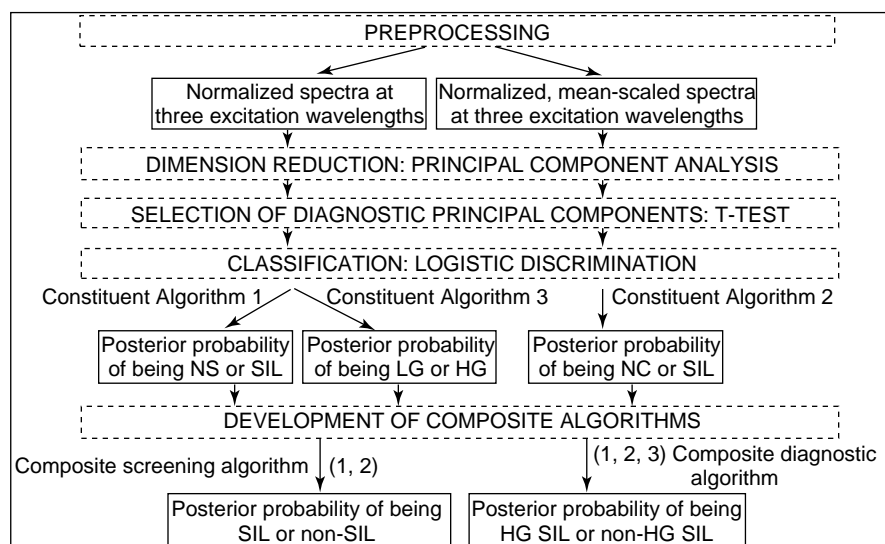 PREPROCESSING
Normalized spectra at
three excitation wavelengths
Normalized, mean-scaled spectra
at three excitation wavelengths
DIMENSION REDUCTION: PRINCIPAL COMPONENT ANALYSIS
SELECTION OF DIAGNOSTIC PRINCIPAL COMPONENTS: T-TEST
CLASSIFICATION: LOGISTIC DISCRIMINATION
Constituent Algorithm 1
Constituent Algorithm 3
Constituent Algorithm 2
Posterior probability
of being NS or SIL
Posterior probability
of being LG or HG
Posterior probability
of being NC or SIL
DEVELOPMENT OF COMPOSITE ALGORITHMS
Composite screening algorithm (1, 2)
(1, 2, 3) Composite diagnostic
algorithm
Posterior probability of being
SIL or non-SIL
Posterior probability of being
HG SIL or non-HG SIL